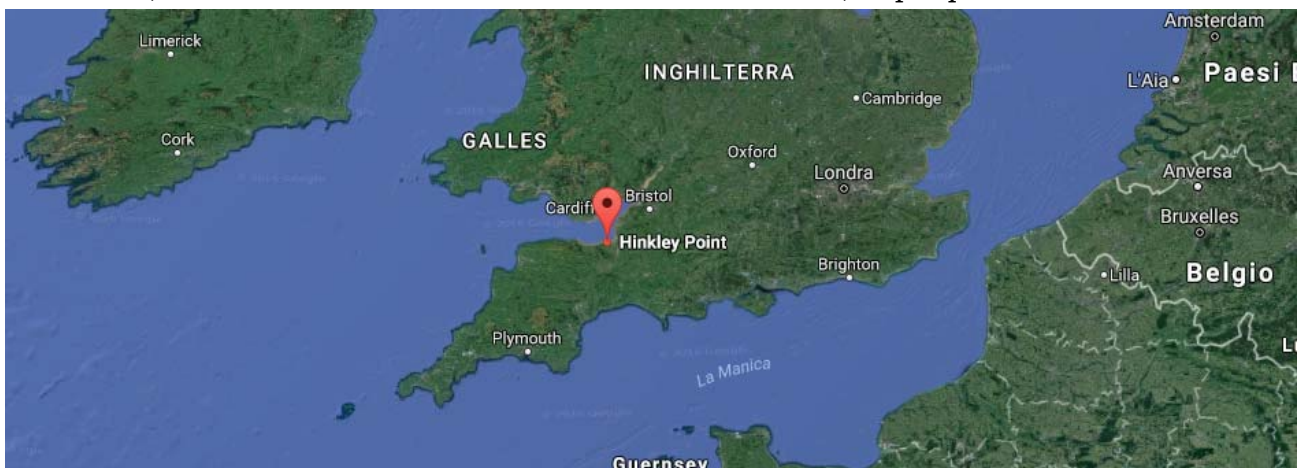 Amsterdam
Limerick
INGHILTERRA
L'Aia
Paesi
Cambridge
Cork
GALLES
Oxford
Londra
Anversa
Cardiff
Bristol
Bruxelles
Hinkley Point
Brighton
Lilla
Belgio
Plymouth
La Manica
Guernsey